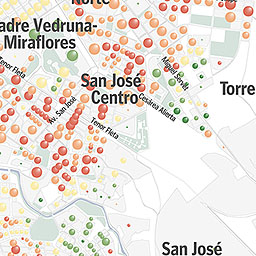 Norte
adre Vedruna-
Miraflores
Tenor Fleta
San José
Centro
Torre
Miguel Servet
Cesáreo Alierta
Av. San José
Tenor Fleta
San José